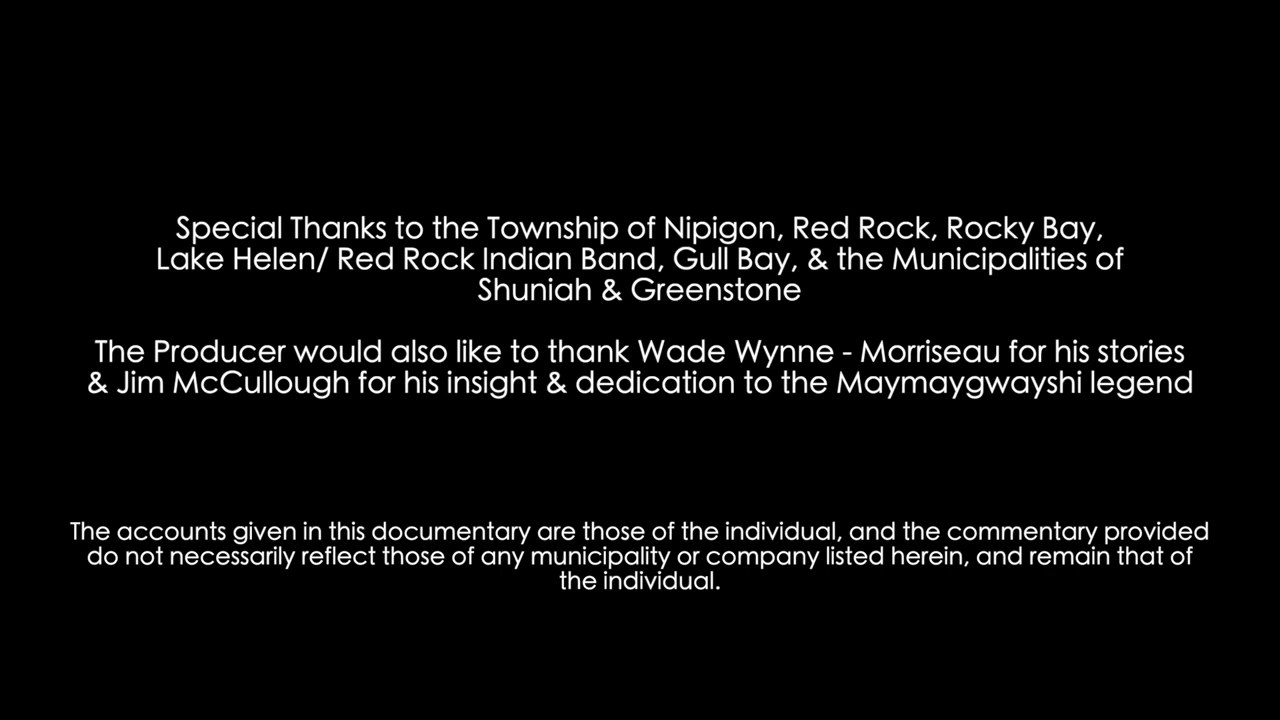 Special Thanks to the Township of Nipigon, Red Rock, Rocky Bay,
Lake Helen/ Red Rock Indian Band, Gull Bay, & the Municipalities of
Shuniah & Greenstone
The Producer would also like to thank Wade Wynne - Morriseau for his stories
& Jim McCullough for his insight & dedication to the Maymaygwayshi legend
The accounts given in this documentary are those of the individual, and the commentary provided
do not necessarily reflect those of any municipality or company listed herein, and remain that of
the individual.